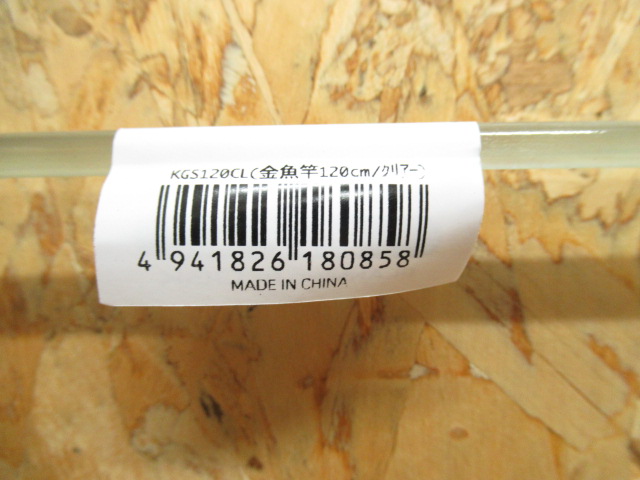 KGS120CL(金魚竿120cm/ｸﾘｱｰ)
4 941826 180858
MADE IN CHINA